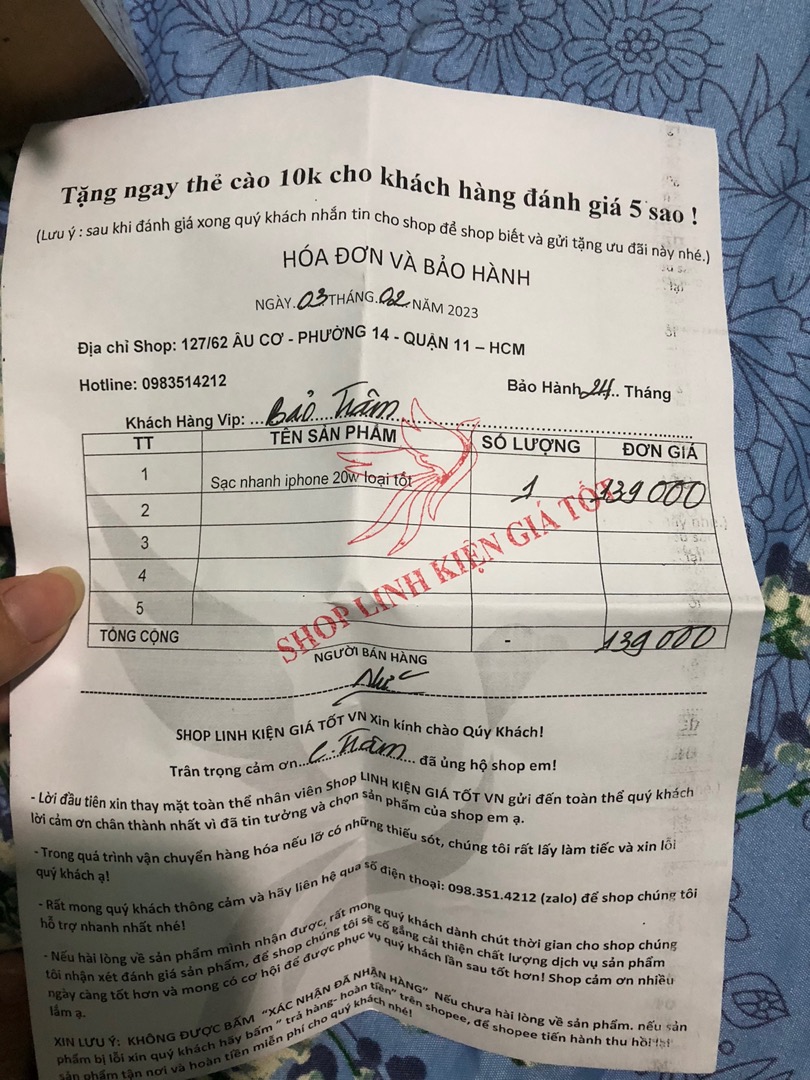 Tặng ngay thẻ cào 10k cho khách hàng đánh giá 5 sao !
(Lưu ý : sau khi đánh giá xong quý khách nhắn tin cho shop để shop biết và gửi tặng ưu đãi này nhé.)
HÓA ĐƠN VÀ BẢO HÀNH
NGÀY.03THÁNG.02.NĂM 2023
Địa chỉ Shop: 127/62 ÂU CƠ - PHƯỜNG 14 - QUẬN 11 – HCM
Hotline: 0983514212
Bảo Hành 24.. Tháng
Khách Hàng Vip: ...Bảo Trâm...
TT TÊN SẢN PHẨM SỐ LƯỢNG ĐƠN GIÁ
1 Sạc nhanh iphone 20w loại tốt 1 139 000
2
3
4
5
TỔNG CỘNG - 139 000
SHOP LINH KIỆN GIÁ TỐT
NGƯỜI BÁN HÀNG
SHOP LINH KIỆN GIÁ TỐT VN Xin kính chào Qúy Khách!
Trân trọng cảm ơn...C. Trâm.... đã ủng hộ shop em!
- Lời đầu tiên xin thay mặt toàn thể nhân viên Shop LINH KIỆN GIÁ TỐT VN gửi đến toàn thể quý khách
lời cảm ơn chân thành nhất vì đã tin tưởng và chọn sản phẩm của shop em ạ.
- Trong quá trình vận chuyển hàng hóa nếu lỡ có những thiếu sót, chúng tôi rất lấy làm tiếc và xin lỗi
quý khách ạ!
- Rất mong quý khách thông cảm và hãy liên hệ qua số điện thoại: 098.351.4212 (zalo) để shop chúng tôi
hỗ trợ nhanh nhất nhé!
- Nếu hài lòng về sản phẩm mình nhận được, rất mong quý khách dành chút thời gian cho shop chúng
tôi nhận xét đánh giá sản phẩm, để shop chúng tôi sẽ cố gắng cải thiện chất lượng dịch vụ sản phẩm
ngày càng tốt hơn và mong có cơ hội để được phục vụ quý khách lần sau tốt hơn! Shop cảm ơn nhiều
lắm ạ.
XIN LƯU Ý: KHÔNG ĐƯỢC BẤM "XÁC NHẬN ĐÃ NHẬN HÀNG" Nếu chưa hài lòng về sản phẩm. nếu sản
phẩm bị lỗi xin quý khách hãy bấm " trả hàng- hoàn tiền" trên shopee, để shopee tiến hành thu hồi
sản phẩm tận nơi và hoàn tiền miễn phí cho quý khách nhé!